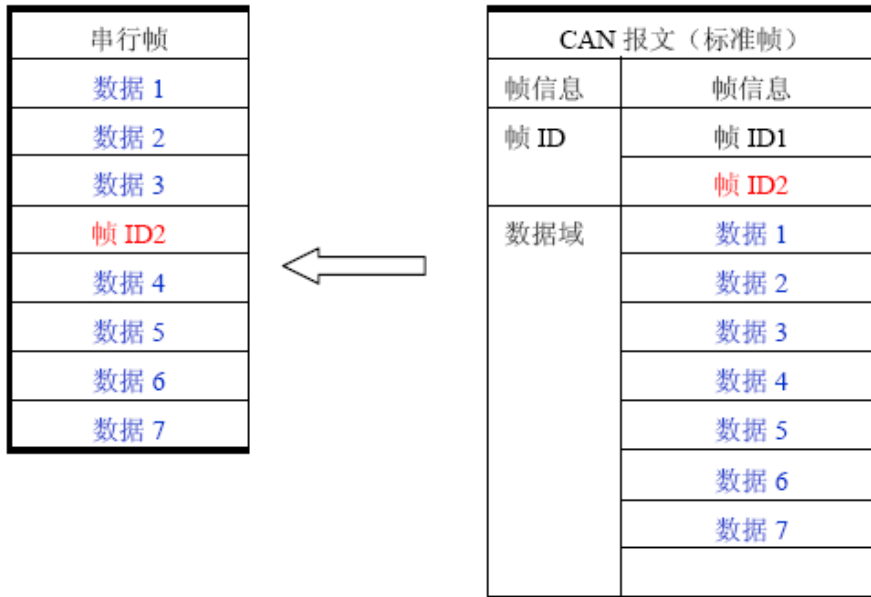 串行帧
数据 1
数据 2
数据 3
帧 ID2
数据 4
数据 5
数据 6
数据 7
CAN 报文（标准帧）
帧信息 帧信息
帧 ID 帧 ID1
帧 ID2
数据域 数据 1
数据 2
数据 3
数据 4
数据 5
数据 6
数据 7